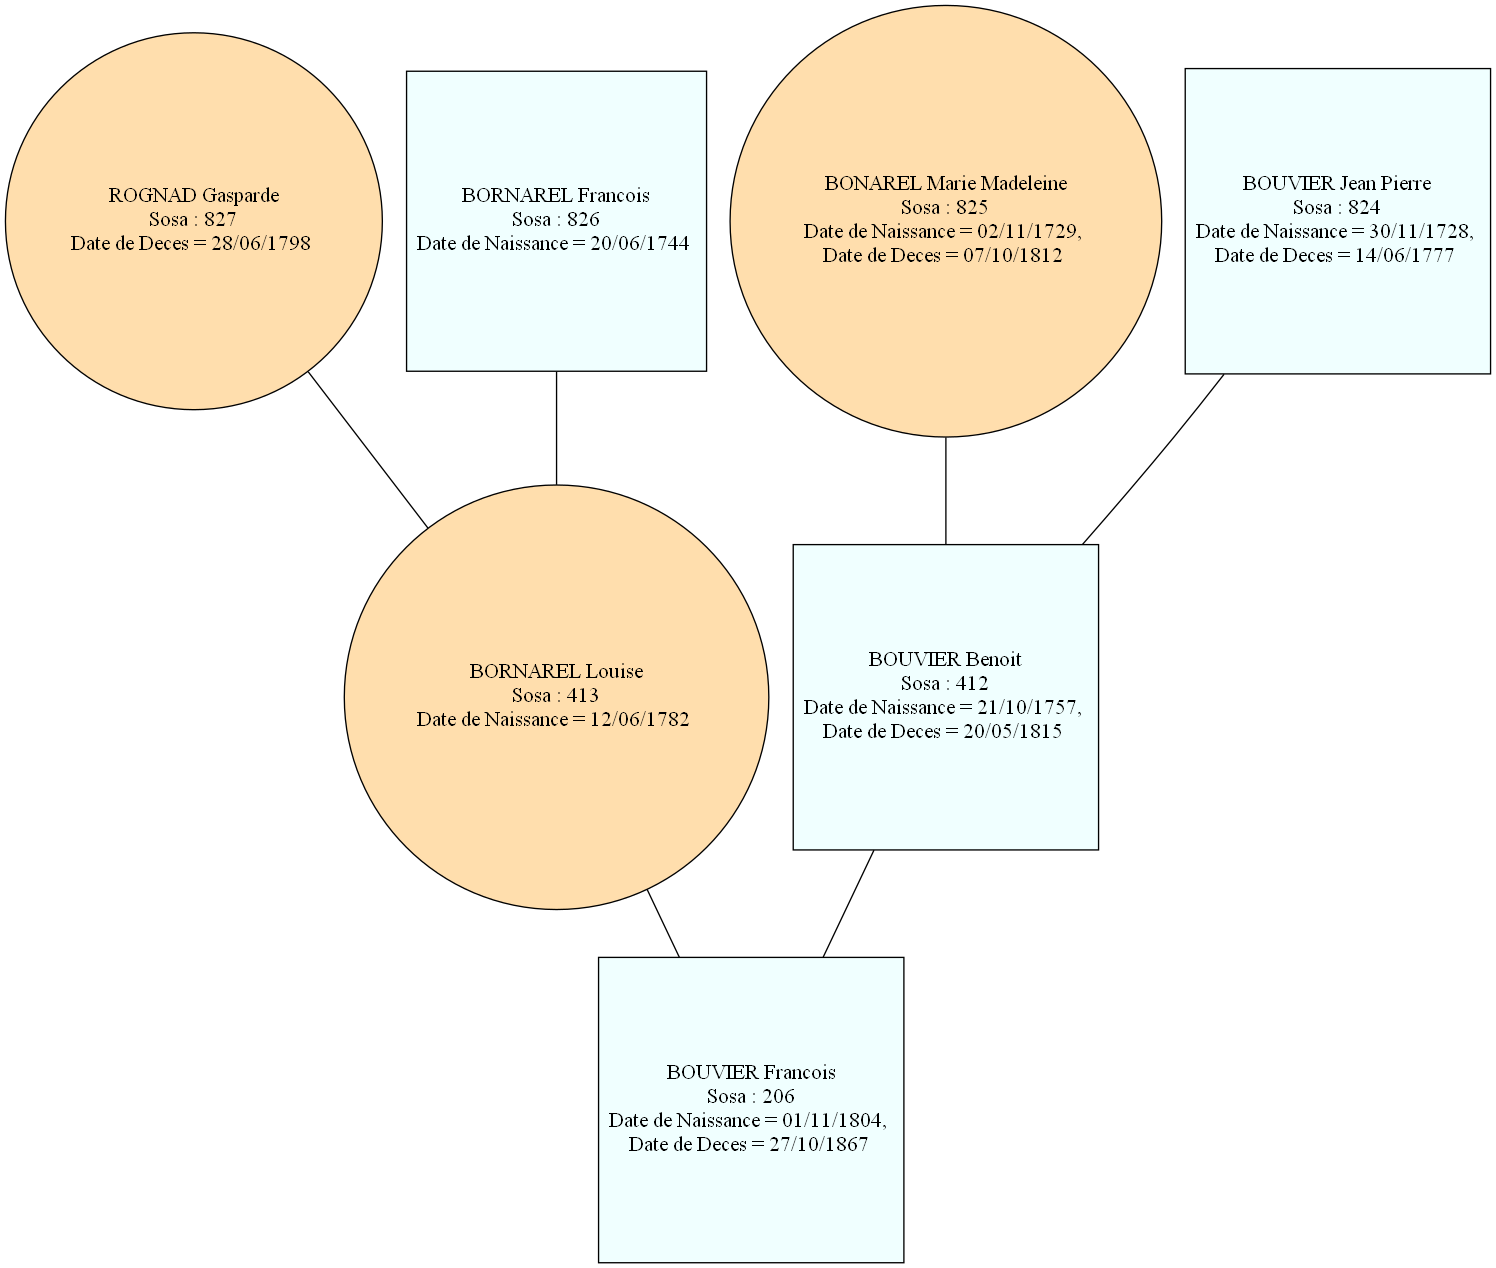 ROGNAD Gasparde
Sosa : 827
Date de Deces = 28/06/1798
BORNAREL Francois
Sosa : 826
Date de Naissance = 20/06/1744
BONAREL Marie Madeleine
Sosa : 825
Date de Naissance = 02/11/1729,
Date de Deces = 07/10/1812
BOUVIER Jean Pierre
Sosa : 824
Date de Naissance = 30/11/1728,
Date de Deces = 14/06/1777
BORNAREL Louise
Sosa : 413
Date de Naissance = 12/06/1782
BOUVIER Benoit
Sosa : 412
Date de Naissance = 21/10/1757,
Date de Deces = 20/05/1815
BOUVIER Francois
Sosa : 206
Date de Naissance = 01/11/1804,
Date de Deces = 27/10/1867